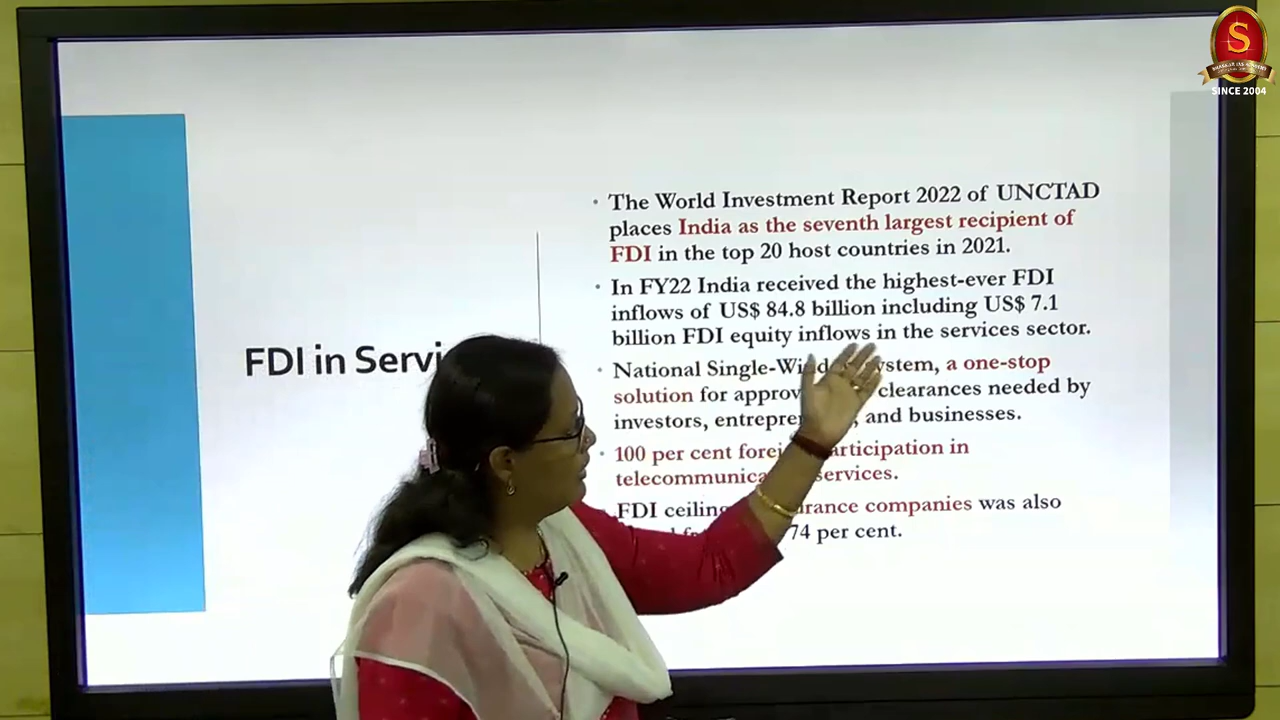 SHANKAR IAS ACADEMY
SINCE 2004
FDI in Servi
• The World Investment Report 2022 of UNCTAD
places India as the seventh largest recipient of
FDI in the top 20 host countries in 2021.
• In FY22 India received the highest-ever FDI
inflows of US$ 84.8 billion including US$ 7.1
billion FDI equity inflows in the services sector.
• National Single-Wind ystem, a one-stop
solution for approv clearances needed by
investors, entrepre and businesses.
• 100 per cent forei articipation in
telecommunica services.
FDI ceiling rance companies was also
74 per cent.